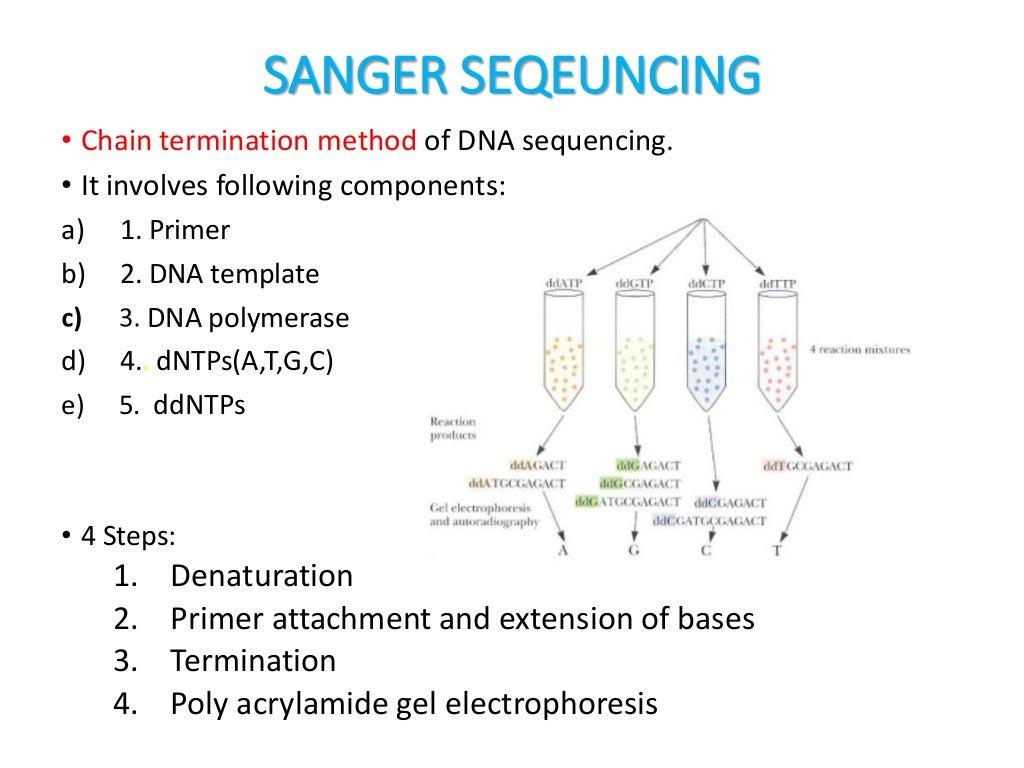 SANGER SEQEUNCING
• Chain termination method of DNA sequencing.
• It involves following components:
a) 1. Primer
b) 2. DNA template
c) 3. DNA polymerase
d) 4.. dNTPs(A,T,G,C)
e) 5. ddNTPs
ddATP ddGTP ddCTP ddTTP
4 reaction mixtures
Reaction
products
ddAGACT ddGAGACT ddTGCGAGACT
ddATGCGAGACT ddGCGAGACT
ddGATGCGAGACT ddCGAGACT
Gel electrophoresis
and autoradiography ddCGATGCGAGACT
A G C T
• 4 Steps:
1. Denaturation
2. Primer attachment and extension of bases
3. Termination
4. Poly acrylamide gel electrophoresis